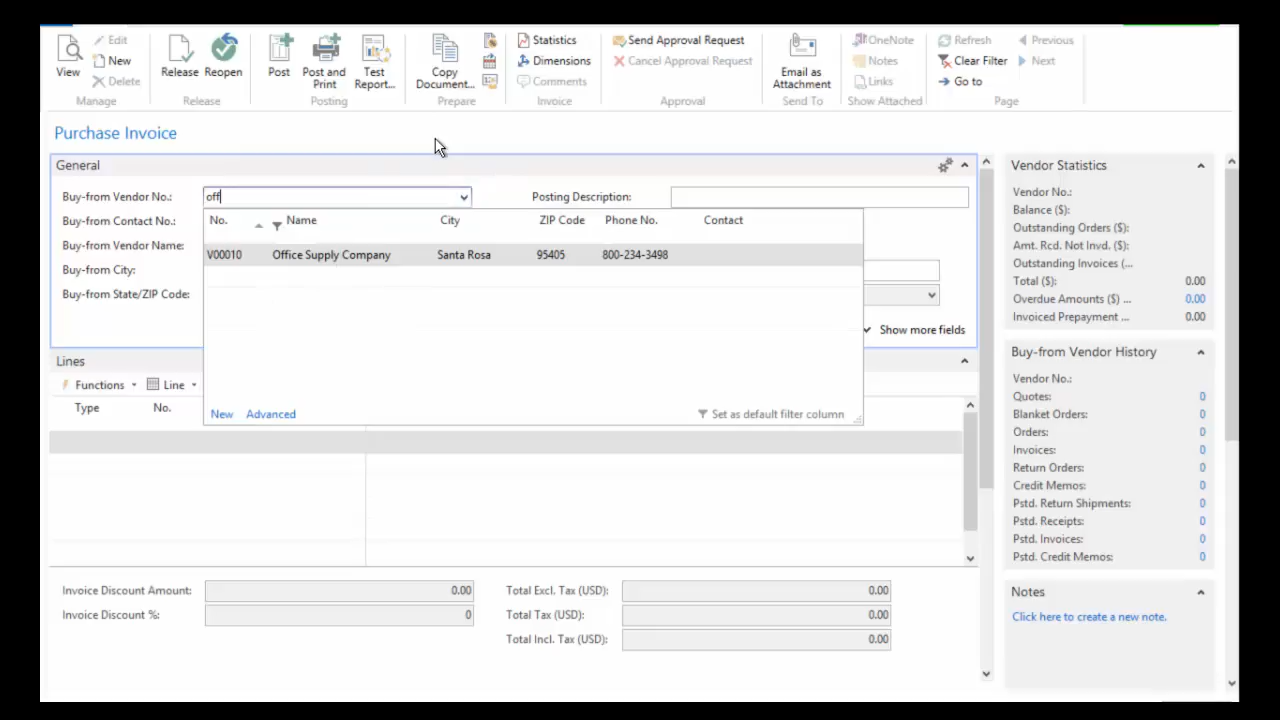 Edit
New
Delete
View
Manage
Release
Reopen
Release
Post
Post and
Print
Test
Report...
Posting
Copy
Document...
Prepare
Statistics
Dimensions
Comments
Invoice
Send Approval Request
Cancel Approval Request
Approval
Email as
Attachment
Send To
OneNote
Notes
Links
Show Attached
Refresh
Clear Filter
Go to
Previous
Next
Page
Purchase Invoice
General
Buy-from Vendor No.: off
Posting Description:
Buy-from Contact No.:
Buy-from Vendor Name:
Buy-from City:
Buy-from State/ZIP Code:
No. Name City ZIP Code Phone No. Contact
V00010 Office Supply Company Santa Rosa 95405 800-234-3498
New Advanced Set as default filter column
Show more fields
Lines
Functions Line
Type No.
Invoice Discount Amount: 0.00
Invoice Discount %: 0
Total Excl. Tax (USD): 0.00
Total Tax (USD): 0.00
Total Incl. Tax (USD): 0.00
Vendor Statistics
Vendor No.:
Balance ($):
Outstanding Orders ($):
Amt. Rcd. Not Invd. ($):
Outstanding Invoices (...
Total ($): 0.00
Overdue Amounts ($) ... 0.00
Invoiced Prepayment ... 0.00
Buy-from Vendor History
Vendor No.:
Quotes: 0
Blanket Orders: 0
Orders: 0
Invoices: 0
Return Orders: 0
Credit Memos: 0
Pstd. Return Shipments: 0
Pstd. Receipts: 0
Pstd. Invoices: 0
Pstd. Credit Memos: 0
Notes
Click here to create a new note.